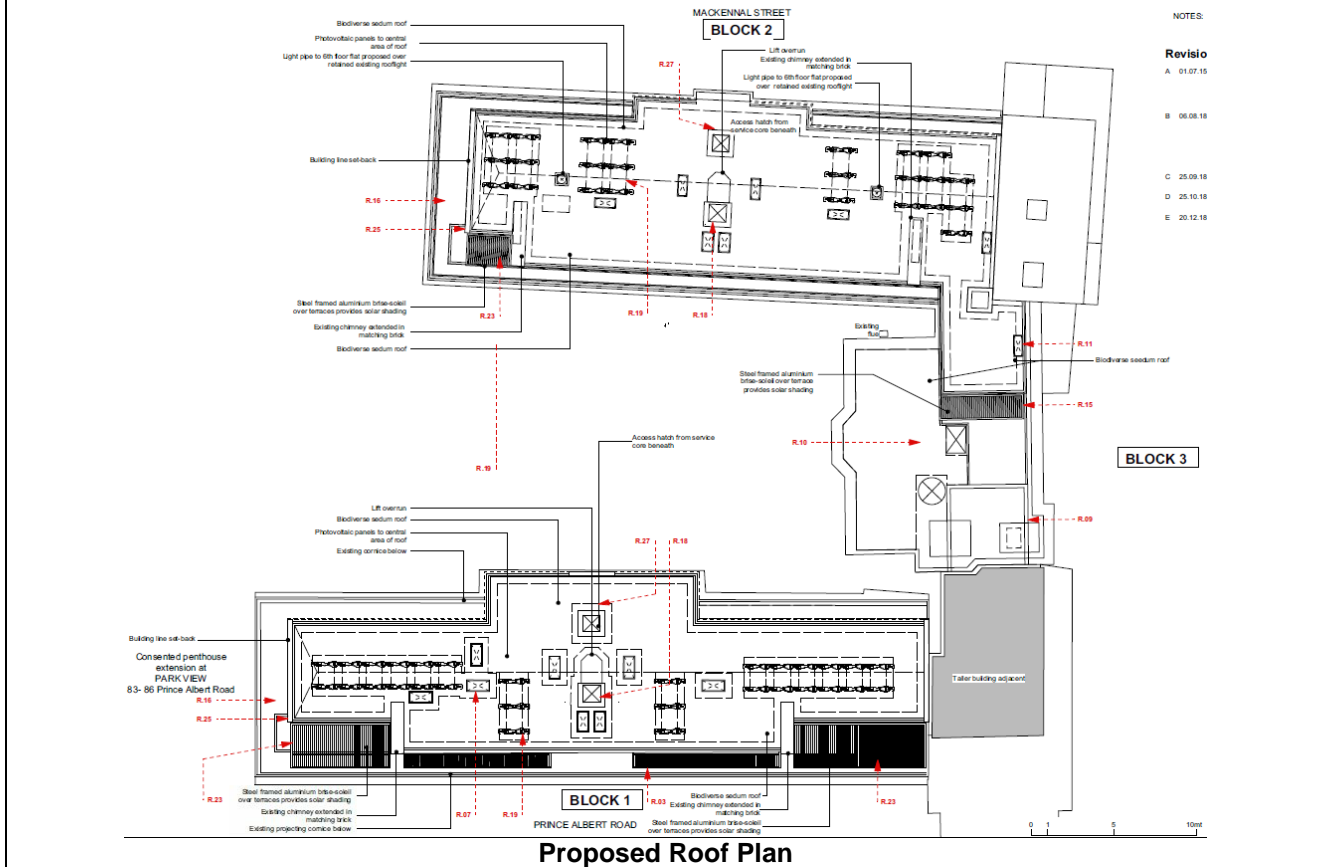 MACKENNAL STREET
BLOCK 2
NOTES:
Revisio
A 01.07.15
B 06.08.18
C 25.09.18
D 25.10.18
E 20.12.18
Biodiverse sedum roof
Photovoltaic panels to central
area of roof
Light pipe to 6th floor flat proposed over
retained existing rooflight
R.27
Lift overrun
Existing chimney extended in
matching brick
Light pipe to 6th floor flat proposed
over retained existing rooflight
Access hatch from
service core beneath
Building line set-back
R.16
R.25
Steel framed aluminium brise-soleil
over terraces provides solar shading
R.23
R.19
R.18
Existing chimney extended in
matching brick
Biodiverse sedum roof
Existing
flue
R.11
Biodiverse seedum roof
Steel framed aluminium
brise-soleil over terrace
provides solar shading
R.15
R.10
R.19
BLOCK 3
R.09
Access hatch from service
core beneath
Lift overrun
Biodiverse sedum roof
Photovoltaic panels to central
area of roof
Existing cornice below
R.27
R.18
Building line set-back
Consented penthouse
extension at
PARK VIEW
83- 86 Prince Albert Road
R.16
R.25
Taller building adjacent
R.23
Steel framed aluminium brise-soleil
over terraces provides solar shading
Existing chimney extended in
matching brick
Existing projecting cornice below
R.07
R.19
BLOCK 1
PRINCE ALBERT ROAD
R.03
Biodiverse sedum roof
Existing chimney extended in
matching brick
Steel framed aluminium brise-soleil
over terraces provides solar shading
R.23
0 1 5 10mt
Proposed Roof Plan